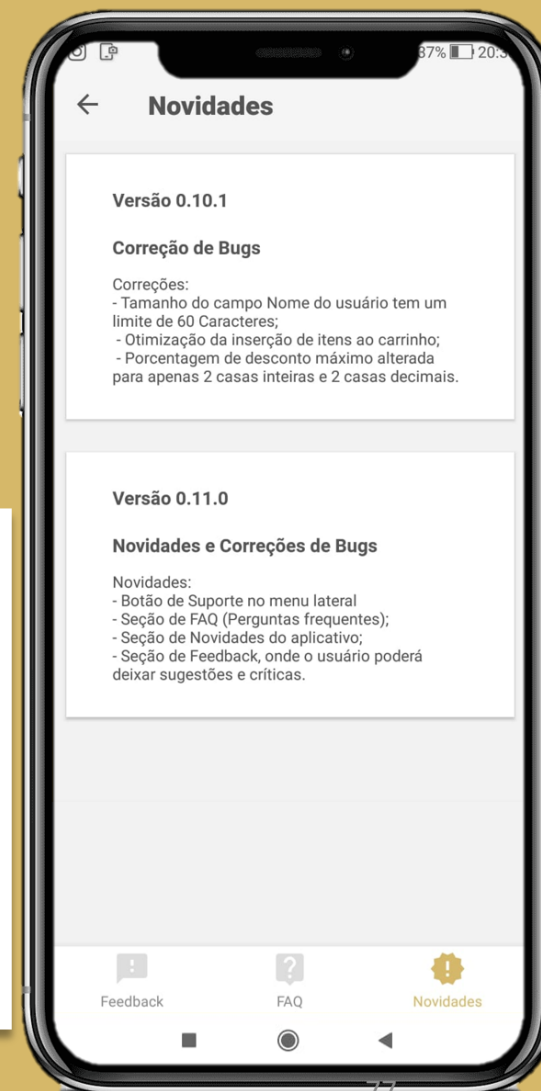 87%
Novidades
Versão 0.10.1
Correção de Bugs
Correções:
- Tamanho do campo Nome do usuário tem um
limite de 60 Caracteres;
- Otimização da inserção de itens ao carrinho;
- Porcentagem de desconto máximo alterada
para apenas 2 casas inteiras e 2 casas decimais.
Versão 0.11.0
Novidades e Correções de Bugs
Novidades:
- Botão de Suporte no menu lateral
- Seção de FAQ (Perguntas frequentes);
- Seção de Novidades do aplicativo;
- Seção de Feedback, onde o usuário poderá
deixar sugestões e críticas.
Feedback
FAQ
Novidades